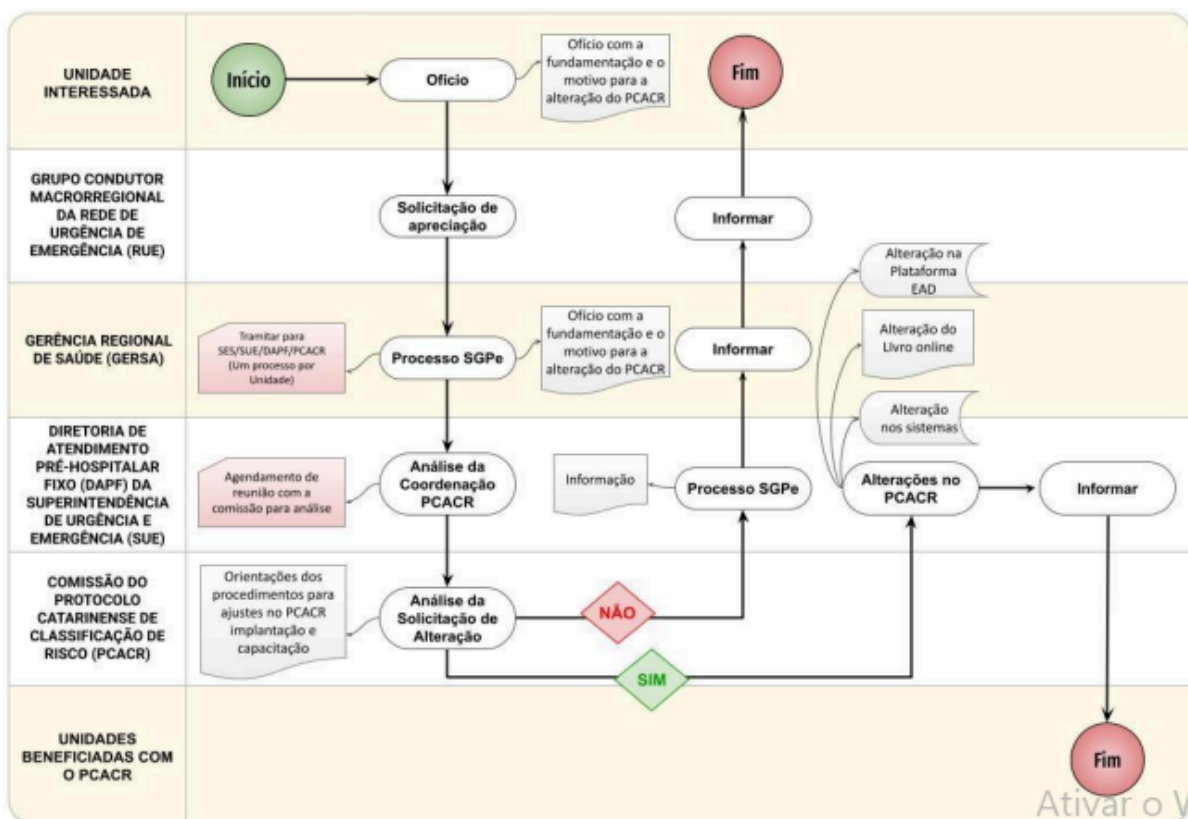 UNIDADE
INTERESSADA
Início
Ofício
Ofício com a
fundamentação e o
motivo para a
alteração do PCACR
Fim
GRUPO CONDUTOR
MACRORREGIONAL
DA REDE DE
URGÊNCIA DE
EMERGÊNCIA (RUE)
Solicitação de
apreciação
Informar
Alteração na
Plataforma
EAD
GERÊNCIA REGIONAL
DE SAÚDE (GERSA)
Tramitar para
SES/SUE/DAPF/PCACR
(Um processo por
Unidade)
Processo SGPe
Ofício com a
fundamentação e o
motivo para a
alteração do PCACR
Informar
Alteração do
Livro online
Alteração
nos sistemas
DIRETORIA DE
ATENDIMENTO
PRÉ-HOSPITALAR
FIXO (DAPF) DA
SUPERINTENDÊNCIA
DE URGÊNCIA E
EMERGÊNCIA (SUE)
Agendamento de
reunião com a
comissão para análise
Análise da
Coordenação
PCACR
Informação
Processo SGPe
Alterações no
PCACR
Informar
COMISSÃO DO
PROTOCOLO
CATARINENSE DE
CLASSIFICAÇÃO DE
RISCO (PCACR)
Orientações dos
procedimentos para
ajustes no PCACR
implantação e
capacitação
Análise da
Solicitação de
Alteração
NÃO
SIM
UNIDADES
BENEFICIADAS COM
O PCACR
Fim
Ativar o W